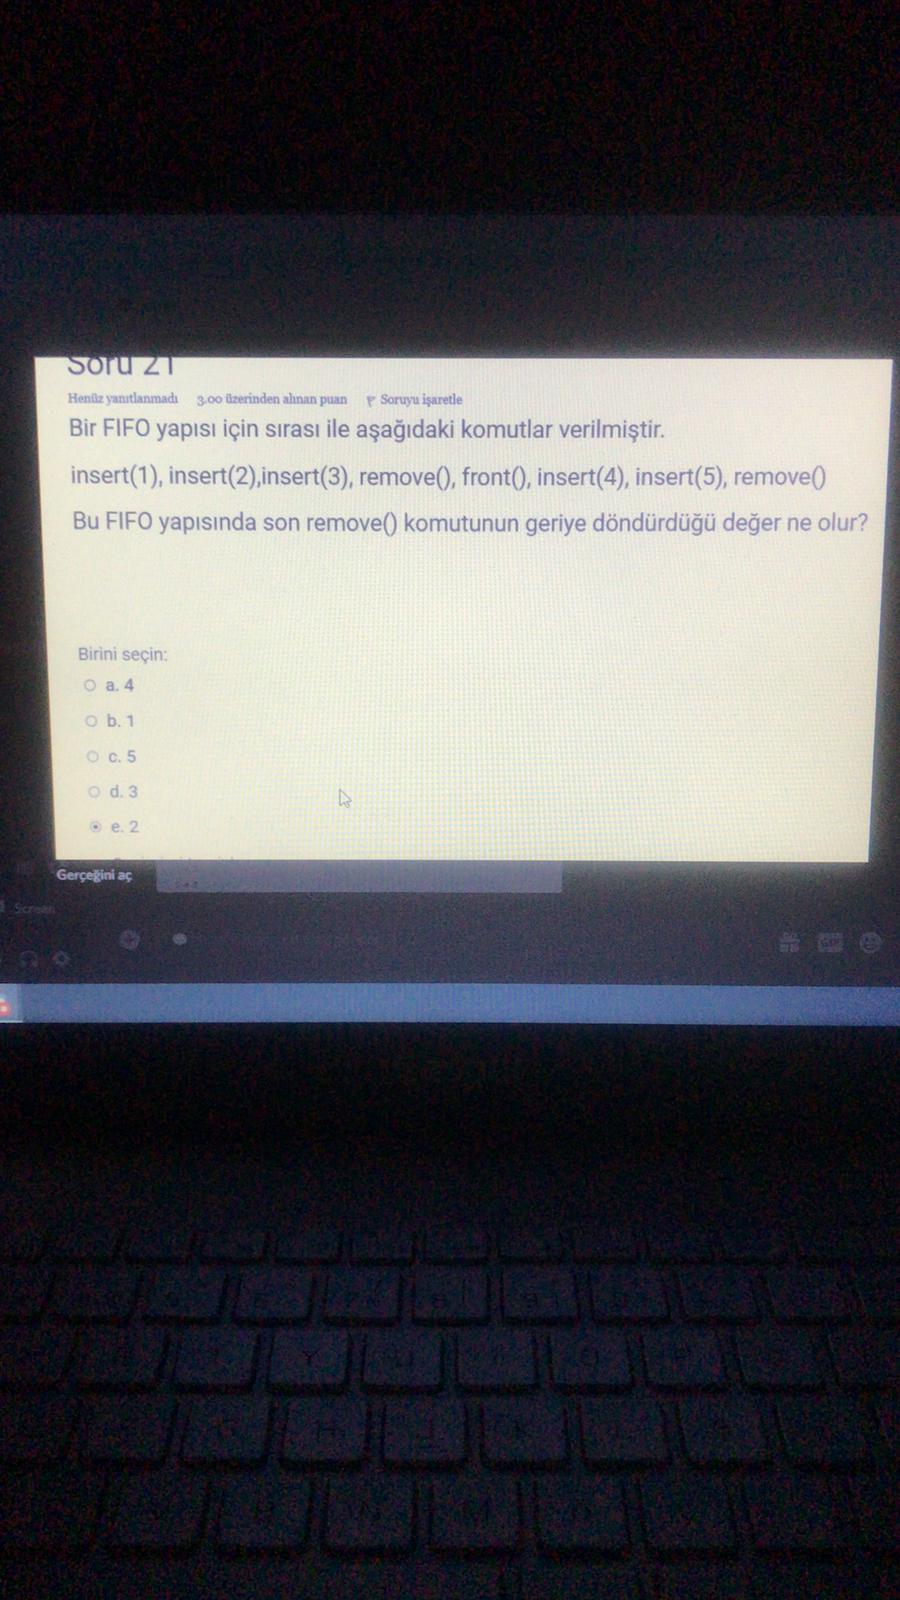 Soru 21
Henüz yanıtlanmadı 3.00 üzerinden alınan puan Soruyu işaretle
Bir FIFO yapısı için sırası ile aşağıdaki komutlar verilmiştir.
insert(1), insert(2),insert(3), remove(), front(), insert(4), insert(5), remove()
Bu FIFO yapısında son remove() komutunun geriye döndürdüğü değer ne olur?
Birini seçin:
a. 4
b. 1
c. 5
d. 3
e. 2
Gerçeğini aç
Screen
GIF
Y
H
M